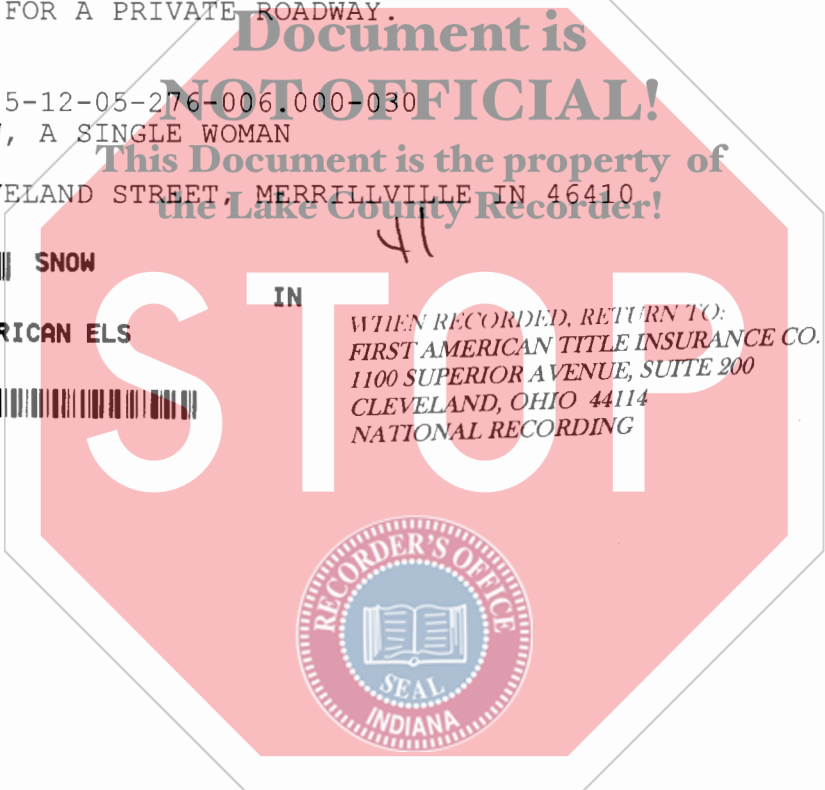 FOR A PRIVATE ROADWAY.
Document is
NOT OFFICIAL!
5-12-05-276-006.000-030
, A SINGLE WOMAN
This Document is the property of
ELAND STREET, MERRILLVILLE IN 46410
the Lake County Recorder!
41
SNOW
IN
RICAN ELS
WHEN RECORDED, RETURN TO:
FIRST AMERICAN TITLE INSURANCE CO.
1100 SUPERIOR AVENUE, SUITE 200
CLEVELAND, OHIO 44114
NATIONAL RECORDING
STOP
RECORDER'S OFFICE
SEAL
INDIANA